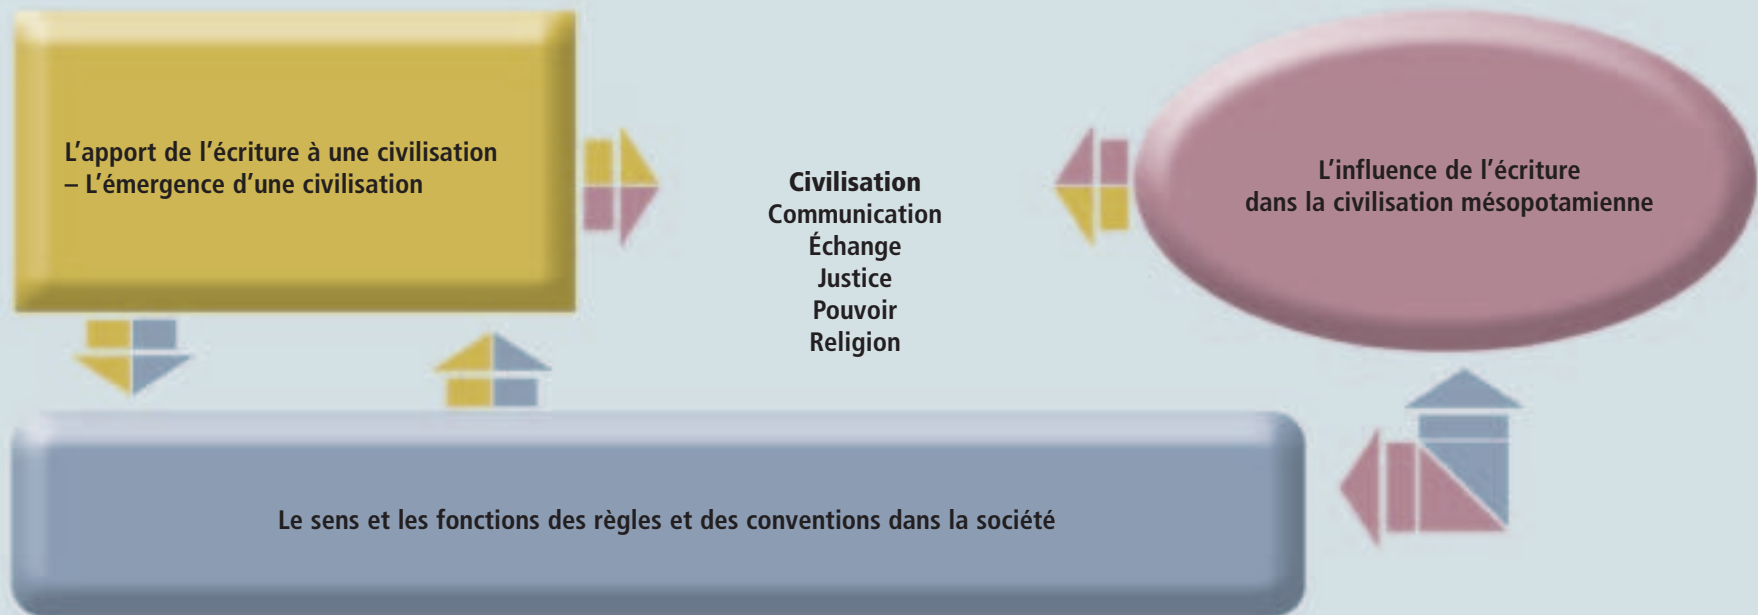 L'apport de l'écriture à une civilisation
– L'émergence d'une civilisation
Civilisation
Communication
Échange
Justice
Pouvoir
Religion
L'influence de l'écriture
dans la civilisation mésopotamienne
Le sens et les fonctions des règles et des conventions dans la société